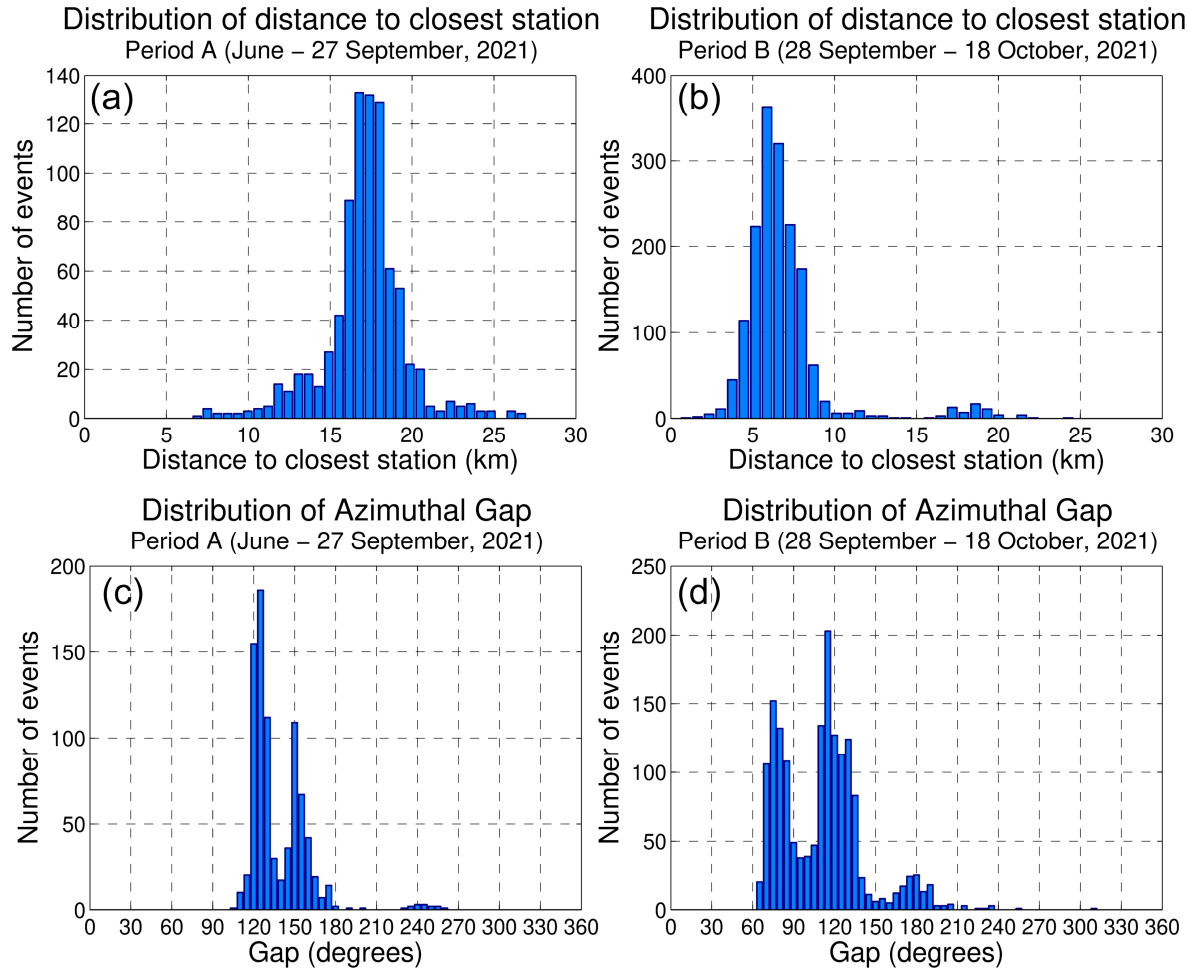 Distribution of distance to closest station
Period A (June – 27 September, 2021)
(a)
Number of events
140
120
100
80
60
40
20
0
0 5 10 15 20 25 30
Distance to closest station (km)
Distribution of distance to closest station
Period B (28 September – 18 October, 2021)
(b)
Number of events
400
300
200
100
0
0 5 10 15 20 25 30
Distance to closest station (km)
Distribution of Azimuthal Gap
Period A (June – 27 September, 2021)
(c)
Number of events
200
150
100
50
0
0 30 60 90 120 150 180 210 240 270 300 330 360
Gap (degrees)
Distribution of Azimuthal Gap
Period B (28 September – 18 October, 2021)
(d)
Number of events
250
200
150
100
50
0
0 30 60 90 120 150 180 210 240 270 300 330 360
Gap (degrees)